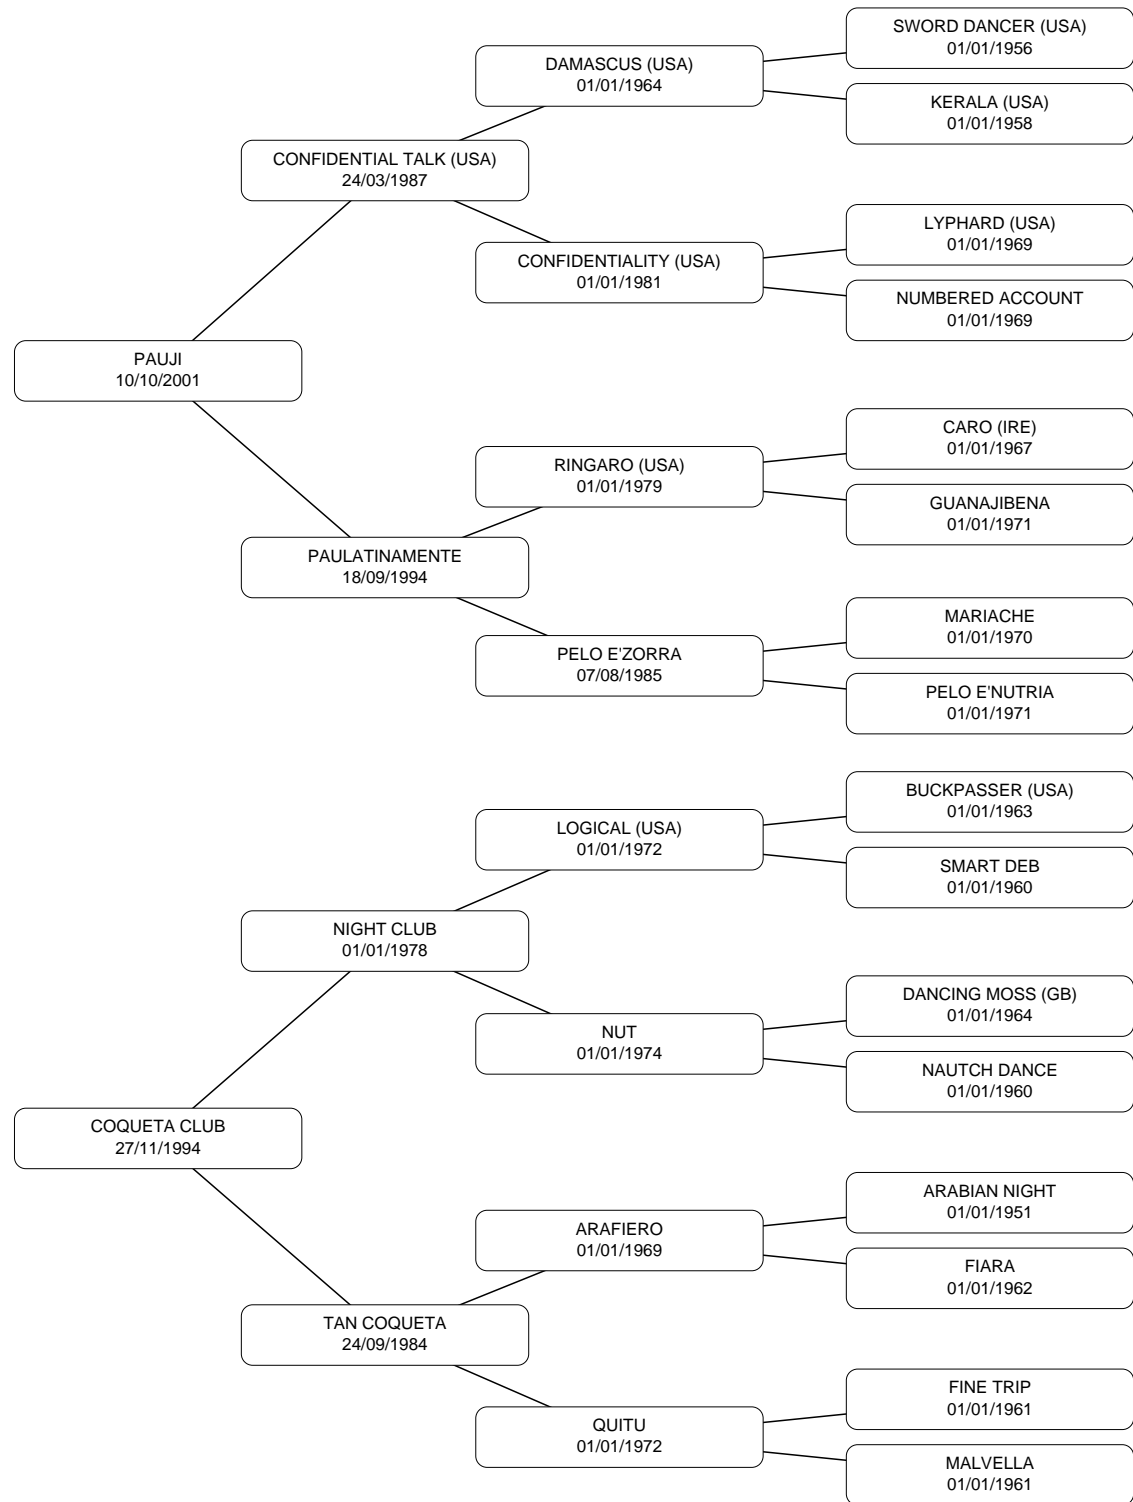 SWORD DANCER (USA)
01/01/1956
DAMASCUS (USA)
01/01/1964
KERALA (USA)
01/01/1958
CONFIDENTIAL TALK (USA)
24/03/1987
LYPHARD (USA)
01/01/1969
CONFIDENTIALITY (USA)
01/01/1981
NUMBERED ACCOUNT
01/01/1969
PAUJI
10/10/2001
CARO (IRE)
01/01/1967
RINGARO (USA)
01/01/1979
GUANAJIBENA
01/01/1971
PAULATINAMENTE
18/09/1994
MARIACHE
01/01/1970
PELO E'ZORRA
07/08/1985
PELO E'NUTRIA
01/01/1971
BUCKPASSER (USA)
01/01/1963
LOGICAL (USA)
01/01/1972
SMART DEB
01/01/1960
NIGHT CLUB
01/01/1978
DANCING MOSS (GB)
01/01/1964
NUT
01/01/1974
NAUTCH DANCE
01/01/1960
COQUETA CLUB
27/11/1994
ARABIAN NIGHT
01/01/1951
ARAFIERO
01/01/1969
FIARA
01/01/1962
TAN COQUETA
24/09/1984
FINE TRIP
01/01/1961
QUITU
01/01/1972
MALVELLA
01/01/1961